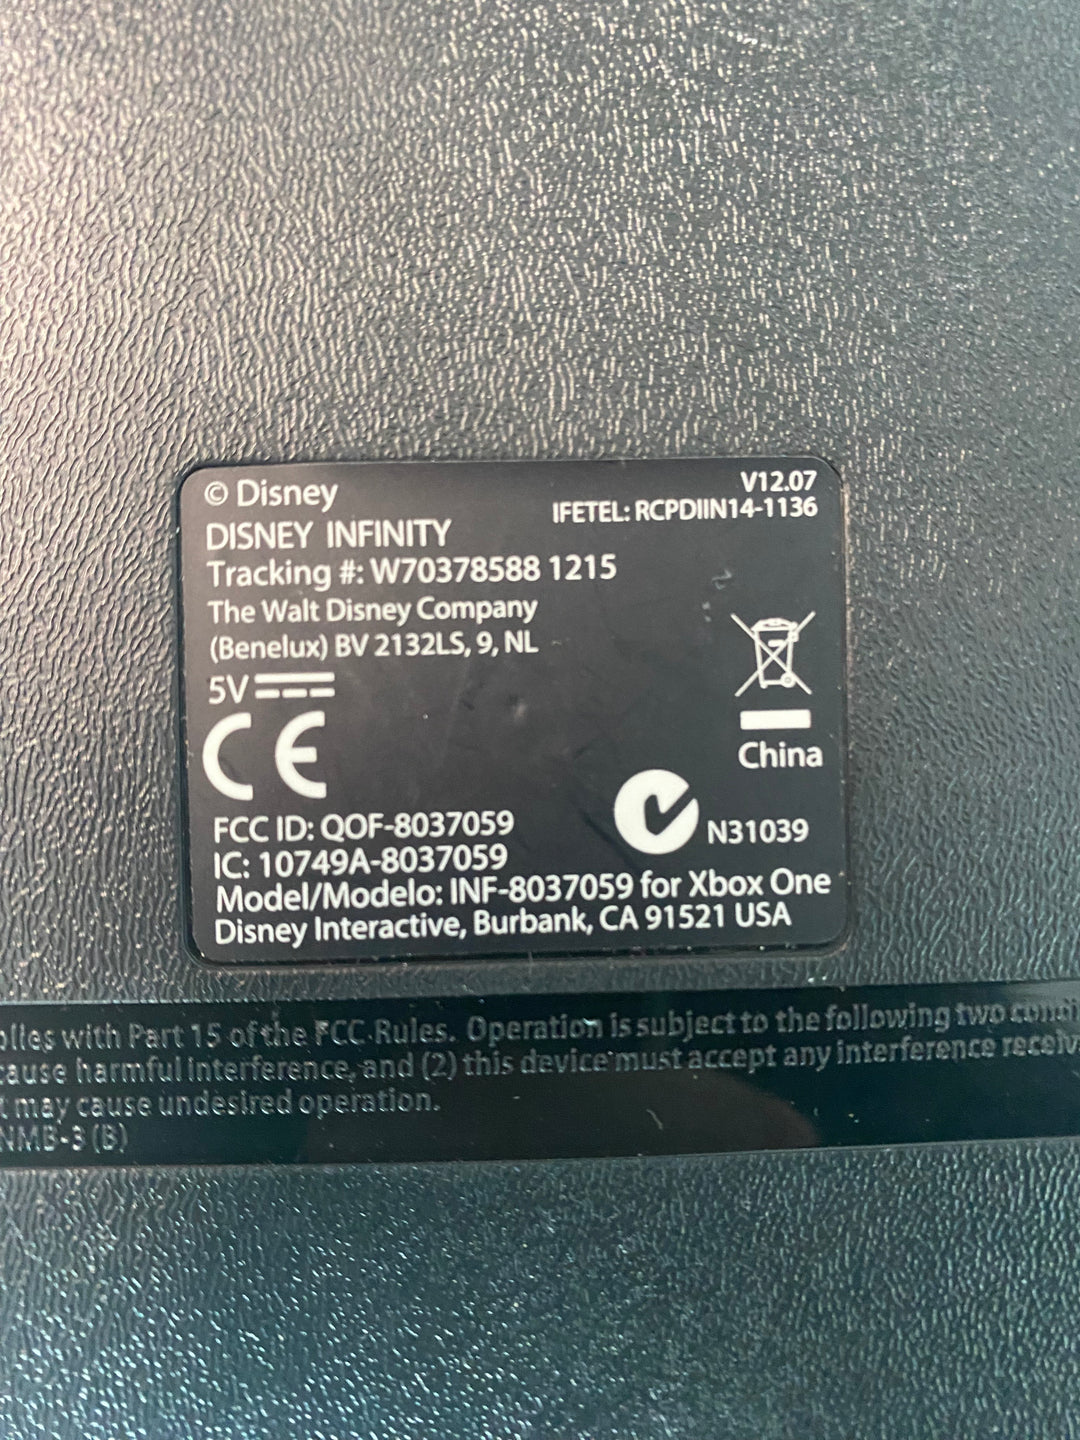 © Disney
V12.07
DISNEY INFINITY
IFETEL: RCPDIIN14-1136
Tracking #: W70378588 1215
The Walt Disney Company
(Benelux) BV 2132LS, 9, NL
5V
CE
China
FCC ID: QOF-8037059
N31039
IC: 10749A-8037059
Model/Modelo: INF-8037059 for Xbox One
Disney Interactive, Burbank, CA 91521 USA
with Part 15 of the FCC Rules. Operation is subject to the following two
harmful interference, and (2) this device must accept any interference
may cause undesired operation.
NMB-3 (B)